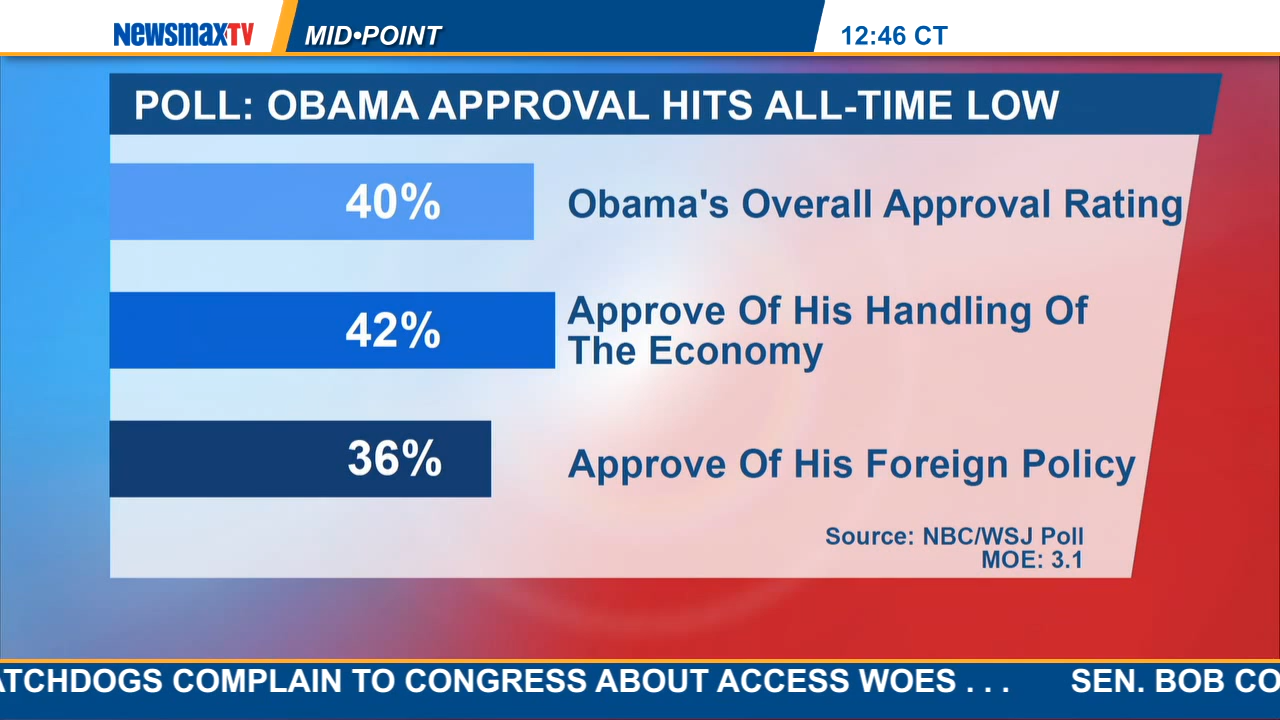 NEWSMAXTV
MID•POINT
12:46 CT
POLL: OBAMA APPROVAL HITS ALL-TIME LOW
40%
Obama's Overall Approval Rating
42%
Approve Of His Handling Of
The Economy
36%
Approve Of His Foreign Policy
Source: NBC/WSJ Poll
MOE: 3.1
ATCHDOGS COMPLAIN TO CONGRESS ABOUT ACCESS WOES . . . SEN. BOB CO